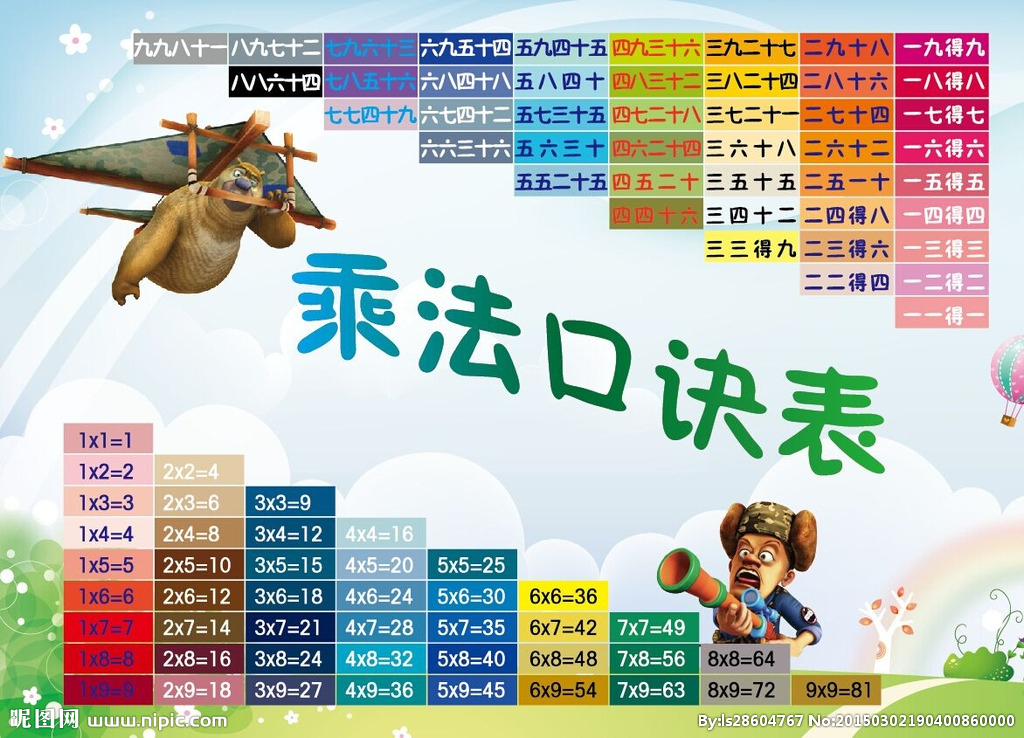 九九八十一 八九七十二 七九六十三 六九五十四 五九四十五 四九三十六 三九二十七 二九十八 一九得九
八八六十四 七八五十六 六八四十八 五八四十 四八三十二 三八二十四 二八十六 一八得八
七七四十九 六七四十二 五七三十五 四七二十八 三七二十一 二七十四 一七得七
六六三十六 五六三十 四六二十四 三六十八 二六十二 一六得六
五五二十五 四五二十 三五十五 二五一十 一五得五
四四十六 三四十二 二四得八 一四得四
三三得九 二三得六 一三得三
二二得四 一二得二
一一得一
乘法口诀表
1x1=1
1x2=2 2x2=4
1x3=3 2x3=6 3x3=9
1x4=4 2x4=8 3x4=12 4x4=16
1x5=5 2x5=10 3x5=15 4x5=20 5x5=25
1x6=6 2x6=12 3x6=18 4x6=24 5x6=30 6x6=36
1x7=7 2x7=14 3x7=21 4x7=28 5x7=35 6x7=42 7x7=49
1x8=8 2x8=16 3x8=24 4x8=32 5x8=40 6x8=48 7x8=56 8x8=64
1x9=9 2x9=18 3x9=27 4x9=36 5x9=45 6x9=54 7x9=63 8x9=72 9x9=81
昵图网 www.nipic.com
By:ls28604767 No:20150302190400860000